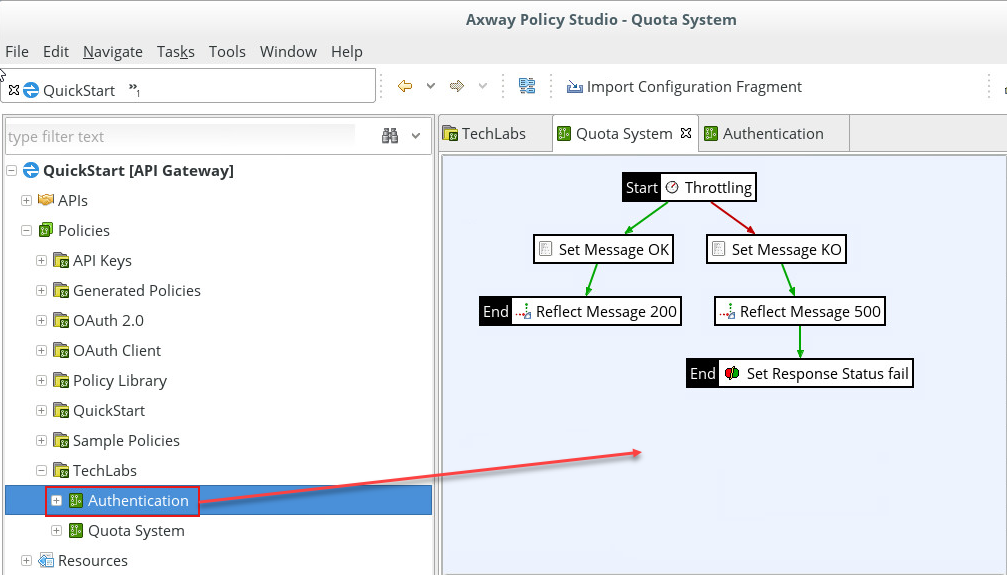 Axway Policy Studio - Quota System
File Edit Navigate Tasks Tools Window Help
QuickStart »1
Import Configuration Fragment
type filter text
TechLabs
Quota System
Authentication
QuickStart [API Gateway]
APIs
Policies
API Keys
Generated Policies
OAuth 2.0
OAuth Client
Policy Library
QuickStart
Sample Policies
TechLabs
Authentication
Quota System
Resources
Start Throttling
Set Message OK
Set Message KO
End Reflect Message 200
Reflect Message 500
End Set Response Status fail